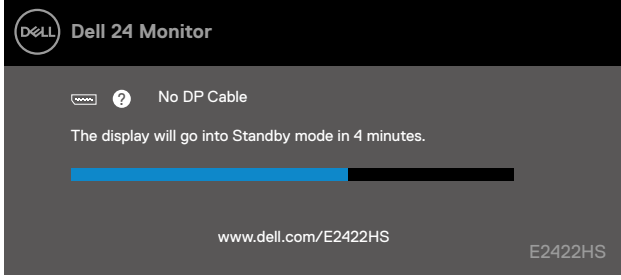 DELL Dell 24 Monitor
? No DP Cable
The display will go into Standby mode in 4 minutes.
www.dell.com/E2422HS
E2422HS